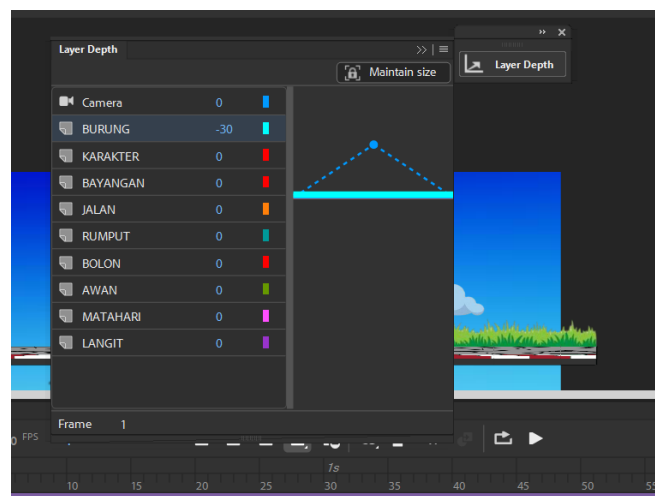 Layer Depth
Maintain size
Layer Depth
Camera 0
BURUNG -30
KARAKTER 0
BAYANGAN 0
JALAN 0
RUMPUT 0
BOLON 0
AWAN 0
MATAHARI 0
LANGIT 0
Frame 1
FPS
1s
10 15 20 25 30 35 40 45 50 55